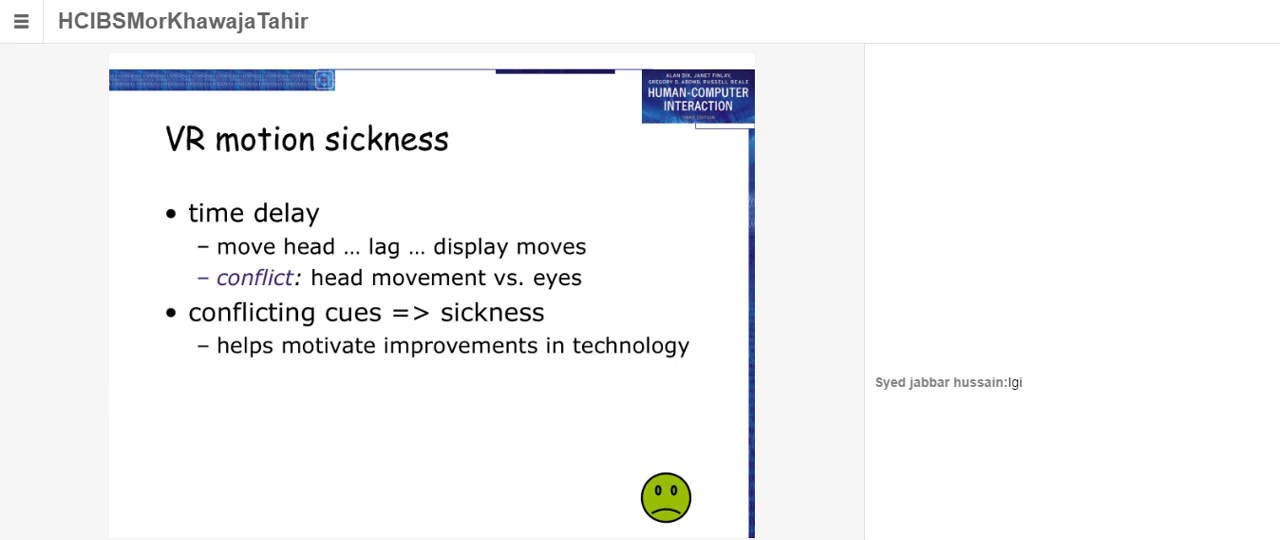 HCIBSMorKhawajaTahir
ALAN DIX, JANET FINLAY,
GREGORY D. ABOWD, RUSSELL BEALE
HUMAN-COMPUTER
INTERACTION
THIRD EDITION
VR motion sickness
• time delay
– move head ... lag ... display moves
– conflict: head movement vs. eyes
• conflicting cues => sickness
– helps motivate improvements in technology
Syed jabbar hussain:lgi